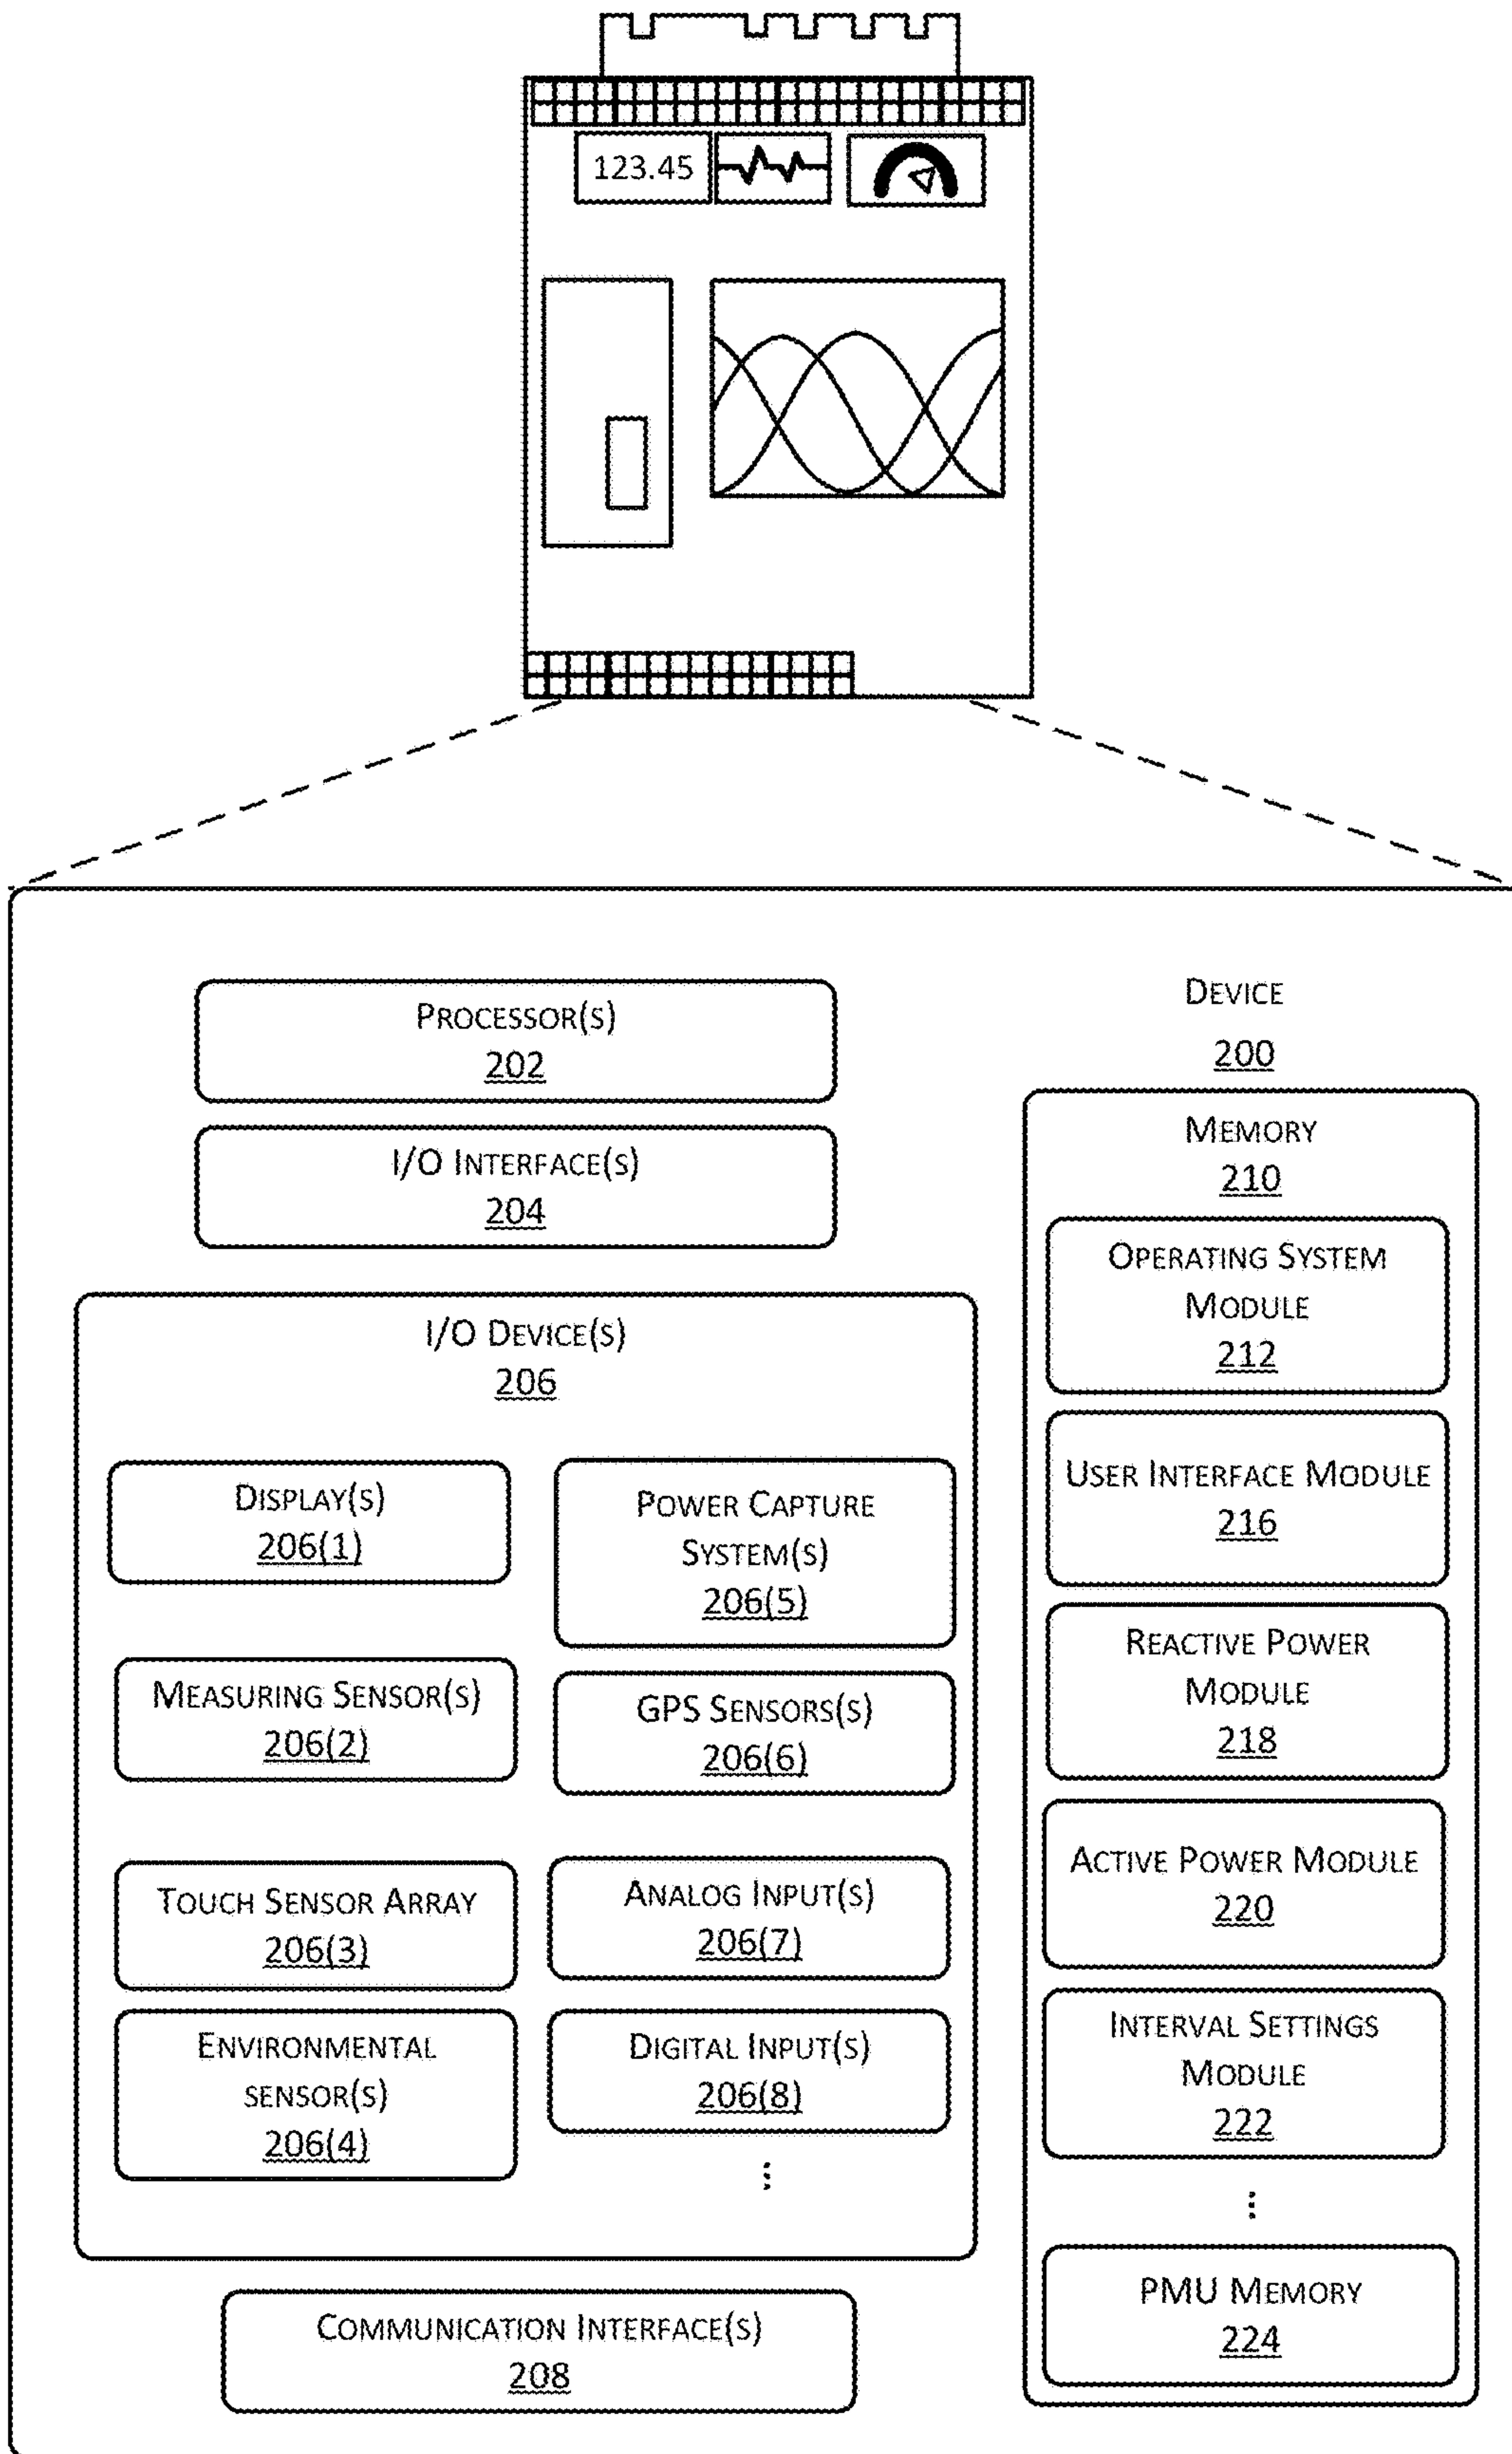 123.45
PROCESSOR(S)
202
I/O INTERFACE(S)
204
I/O DEVICE(S)
206
DISPLAY(S)
206(1)
MEASURING SENSOR(S)
206(2)
TOUCH SENSOR ARRAY
206(3)
ENVIRONMENTAL
SENSOR(S)
206(4)
POWER CAPTURE
SYSTEM(S)
206(5)
GPS SENSORS(S)
206(6)
ANALOG INPUT(S)
206(7)
DIGITAL INPUT(S)
206(8)
...
COMMUNICATION INTERFACE(S)
208
DEVICE
200
MEMORY
210
OPERATING SYSTEM
MODULE
212
USER INTERFACE MODULE
216
REACTIVE POWER
MODULE
218
ACTIVE POWER MODULE
220
INTERVAL SETTINGS
MODULE
222
...
PMU MEMORY
224